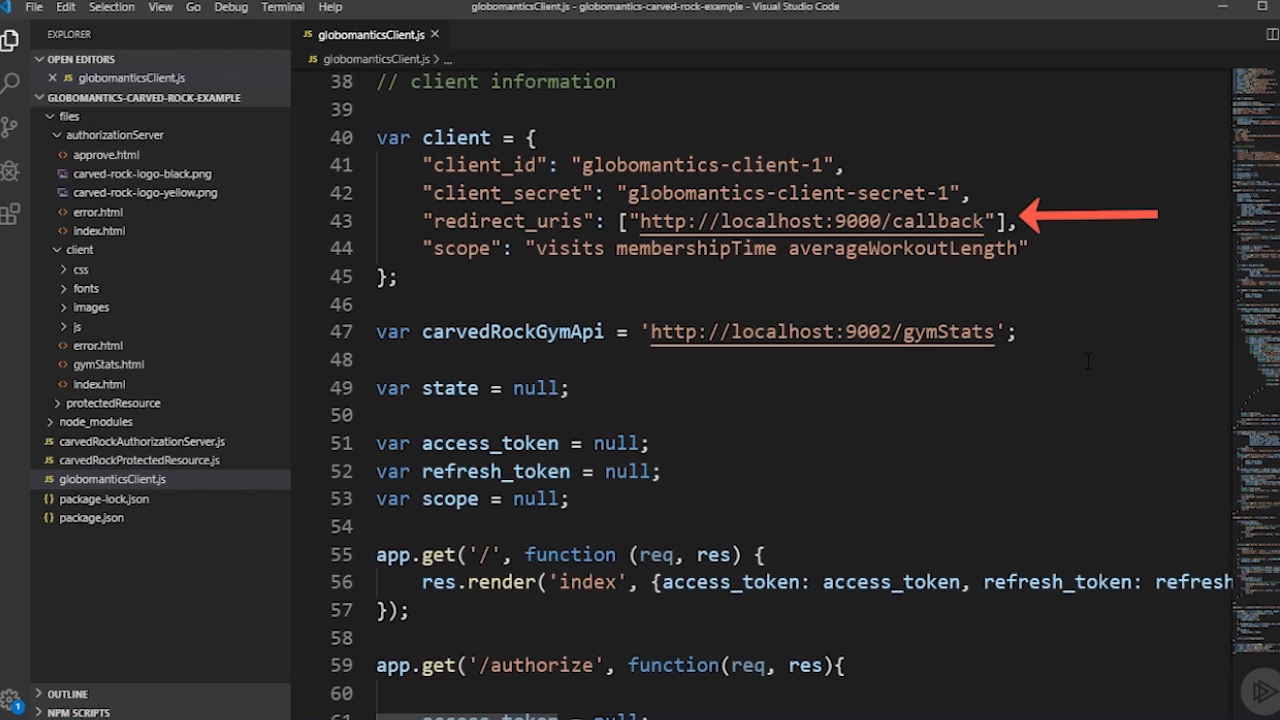 File Edit Selection View Go Debug Terminal Help globomanticsClient.js - globomantics-carved-rock-example - Visual Studio Code
EXPLORER
OPEN EDITORS
JS globomanticsClient.js
GLOBOMANTICS-CARVED-ROCK-EXAMPLE
files
authorizationServer
approve.html
carved-rock-logo-black.png
carved-rock-logo-yellow.png
error.html
index.html
client
css
fonts
images
js
error.html
gymStats.html
index.html
protectedResource
node_modules
JS carvedRockAuthorizationServer.js
JS carvedRockProtectedResource.js
JS globomanticsClient.js
{} package-lock.json
{} package.json
OUTLINE
NPM SCRIPTS
1
JS globomanticsClient.js
JS globomanticsClient.js > ...
38 // client information
39
40 var client = {
41 "client_id": "globomantics-client-1",
42 "client_secret": "globomantics-client-secret-1",
43 "redirect_uris": ["http://localhost:9000/callback"],
44 "scope": "visits membershipTime averageWorkoutLength"
45 };
46
47 var carvedRockGymApi = 'http://localhost:9002/gymStats';
48
49 var state = null;
50
51 var access_token = null;
52 var refresh_token = null;
53 var scope = null;
54
55 app.get('/', function (req, res) {
56 res.render('index', {access_token: access_token, refresh_token: refresh
57 });
58
59 app.get('/authorize', function(req, res){
60
61 access_token = null;